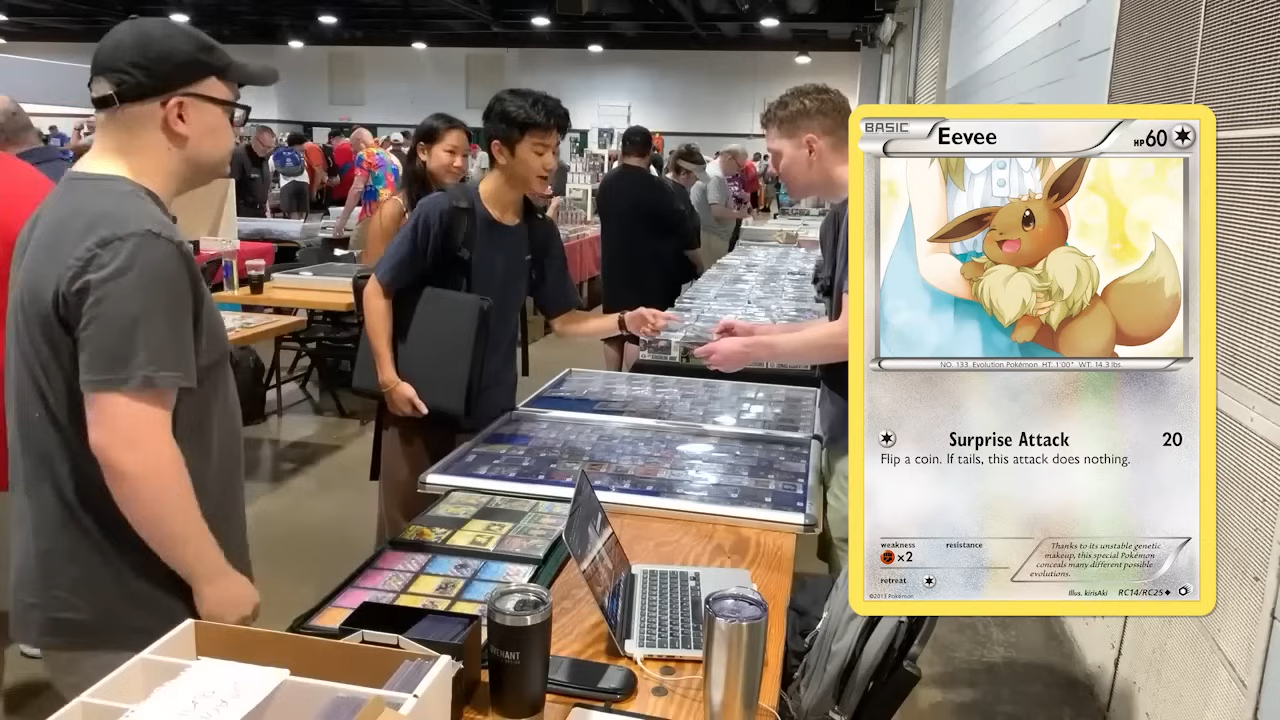 BASIC
Eevee
HP60
NO. 133 Evolution Pokémon HT: 1'00" WT: 14.3 lbs.
Surprise Attack 20
Flip a coin. If tails, this attack does nothing.
weakness
resistance
×2
retreat
Thanks to its unstable genetic
makeup, this special Pokémon
conceals many different possible
evolutions.
©2013 Pokémon
Illus. kirisAki
RC14/RC25